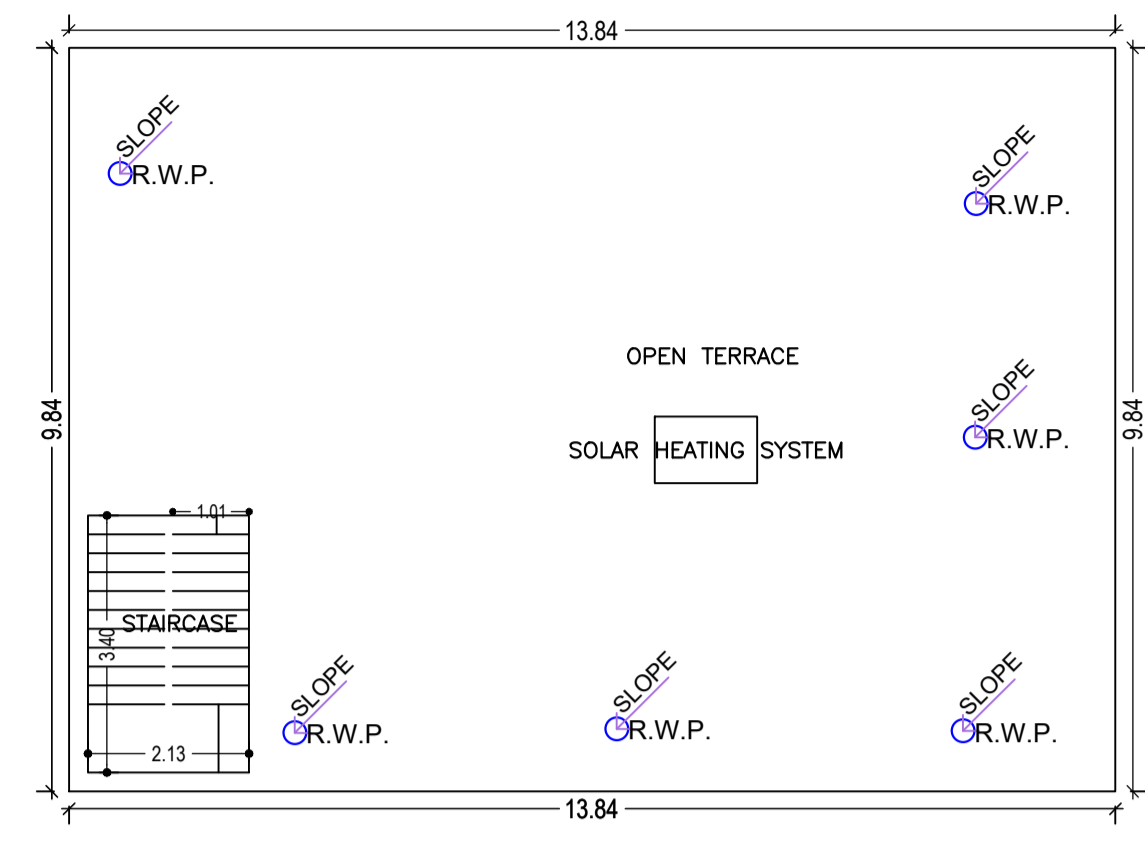 13.84
SLOPE
R.W.P.
SLOPE
R.W.P.
OPEN TERRACE
SLOPE
R.W.P.
9.84
9.84
SOLAR HEATING SYSTEM
1.01
STAIRCASE
3.40
SLOPE
R.W.P.
SLOPE
R.W.P.
SLOPE
R.W.P.
2.13
13.84